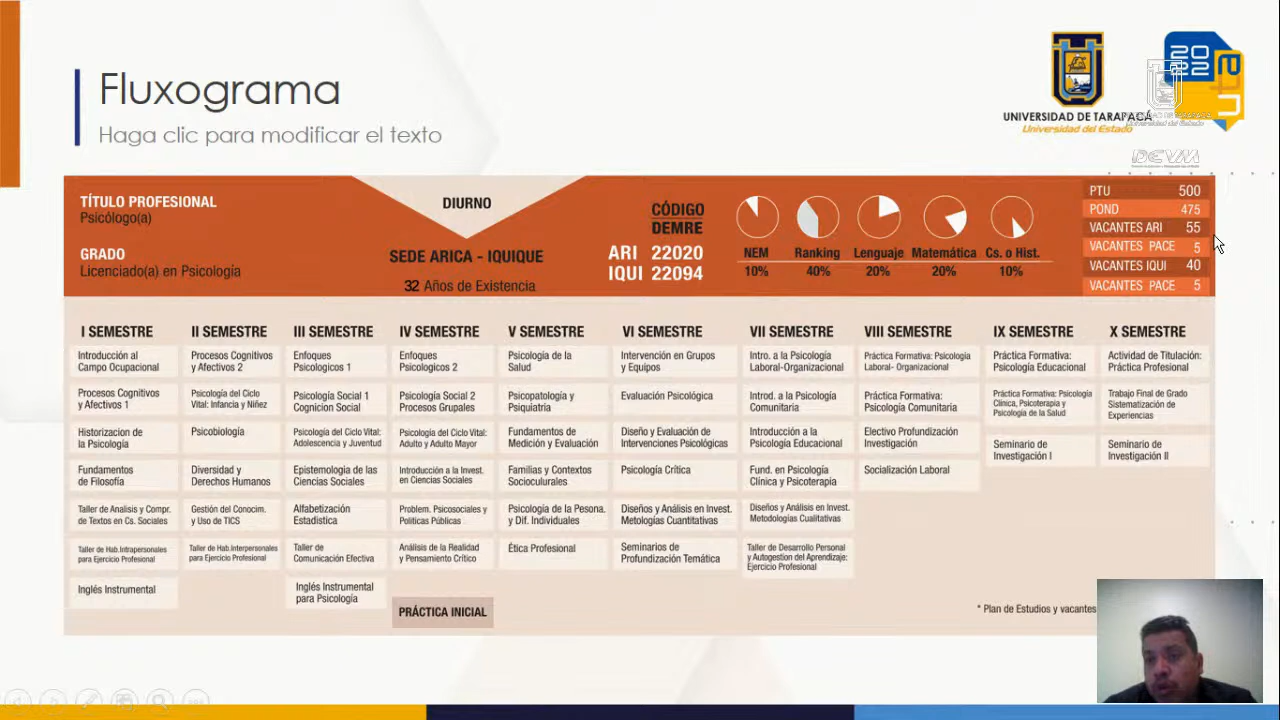 Fluxograma
Haga clic para modificar el texto
UNIVERSIDAD DE TARAPACÁ
Universidad del Estado
2022
TÍTULO PROFESIONAL
Psicólogo(a)
GRADO
Licenciado(a) en Psicología
DIURNO
SEDE ARICA - IQUIQUE
32 Años de Existencia
CÓDIGO
DEMRE
ARI 22020
IQUI 22094
NEM
10%
Ranking
40%
Lenguaje
20%
Matemática
20%
Cs. o Hist.
10%
PTU 500
POND 475
VACANTES ARI 55
VACANTES PACE 5
VACANTES IQUI 40
VACANTES PACE 5
I SEMESTRE
Introducción al
Campo Ocupacional
Procesos Cognitivos
y Afectivos 1
Historizacion de
la Psicología
Fundamentos
de Filosofía
Taller de Analisis y Compr.
de Textos en Cs. Sociales
Taller de Hab.Intrapersonales
para Ejercicio Profesional
Inglés Instrumental
II SEMESTRE
Procesos Cognitivos
y Afectivos 2
Psicología del Ciclo
Vital: Infancia y Niñez
Psicobiología
Diversidad y
Derechos Humanos
Gestión del Conocim.
y Uso de TICS
Taller de Hab.Interpersonales
para Ejercicio Profesional
III SEMESTRE
Enfoques
Psicologicos 1
Psicología Social 1
Cognicion Social
Psicología del Ciclo Vital:
Adolescencia y Juventud
Epistemologia de las
Ciencias Sociales
Alfabetización
Estadistica
Taller de
Comunicación Efectiva
Inglés Instrumental
para Psicología
IV SEMESTRE
Enfoques
Psicologicos 2
Psicología Social 2
Procesos Grupales
Psicología del Ciclo Vital:
Adulto y Adulto Mayor
Introducción a la Invest.
en Ciencias Sociales
Problem. Psicosociales y
Políticas Públicas
Análisis de la Realidad
y Pensamiento Crítico
PRÁCTICA INICIAL
V SEMESTRE
Psicología de la
Salud
Psicopatología y
Psiquiatria
Fundamentos de
Medición y Evaluación
Familias y Contextos
Socioculurales
Psicología de la Pesona.
y Dif. Individuales
Ética Profesional
VI SEMESTRE
Intervención en Grupos
y Equipos
Evaluación Psicológica
Diseño y Evaluación de
Intervenciones Psicológicas
Psicología Crítica
Diseños y Análisis en Invest.
Metologías Cuantitativas
Seminarios de
Profundización Temática
VII SEMESTRE
Intro. a la Psicología
Laboral-Organizacional
Introd. a la Psicología
Comunitaria
Introducción a la
Psicología Educacional
Fund. en Psicología
Clínica y Psicoterapia
Diseños y Análisis en Invest.
Metodologías Cualitativas
Taller de Desarrollo Personal
y Autogestion del Aprendizaje:
Ejercicio Profesional
VIII SEMESTRE
Práctica Formativa: Psicología
Laboral- Organizacional
Práctica Formativa:
Psicología Comunitaria
Electivo Profundización
Investigación
Socialización Laboral
IX SEMESTRE
Práctica Formativa:
Psicología Educacional
Práctica Formativa: Psicología
Clínica, Psicoterapia y
Psicología de la Salud
Seminario de
Investigación I
X SEMESTRE
Actividad de Titulación:
Práctica Profesional
Trabajo Final de Grado
Sistematización de
Experiencias
Seminario de
Investigación II
* Plan de Estudios y vacantes